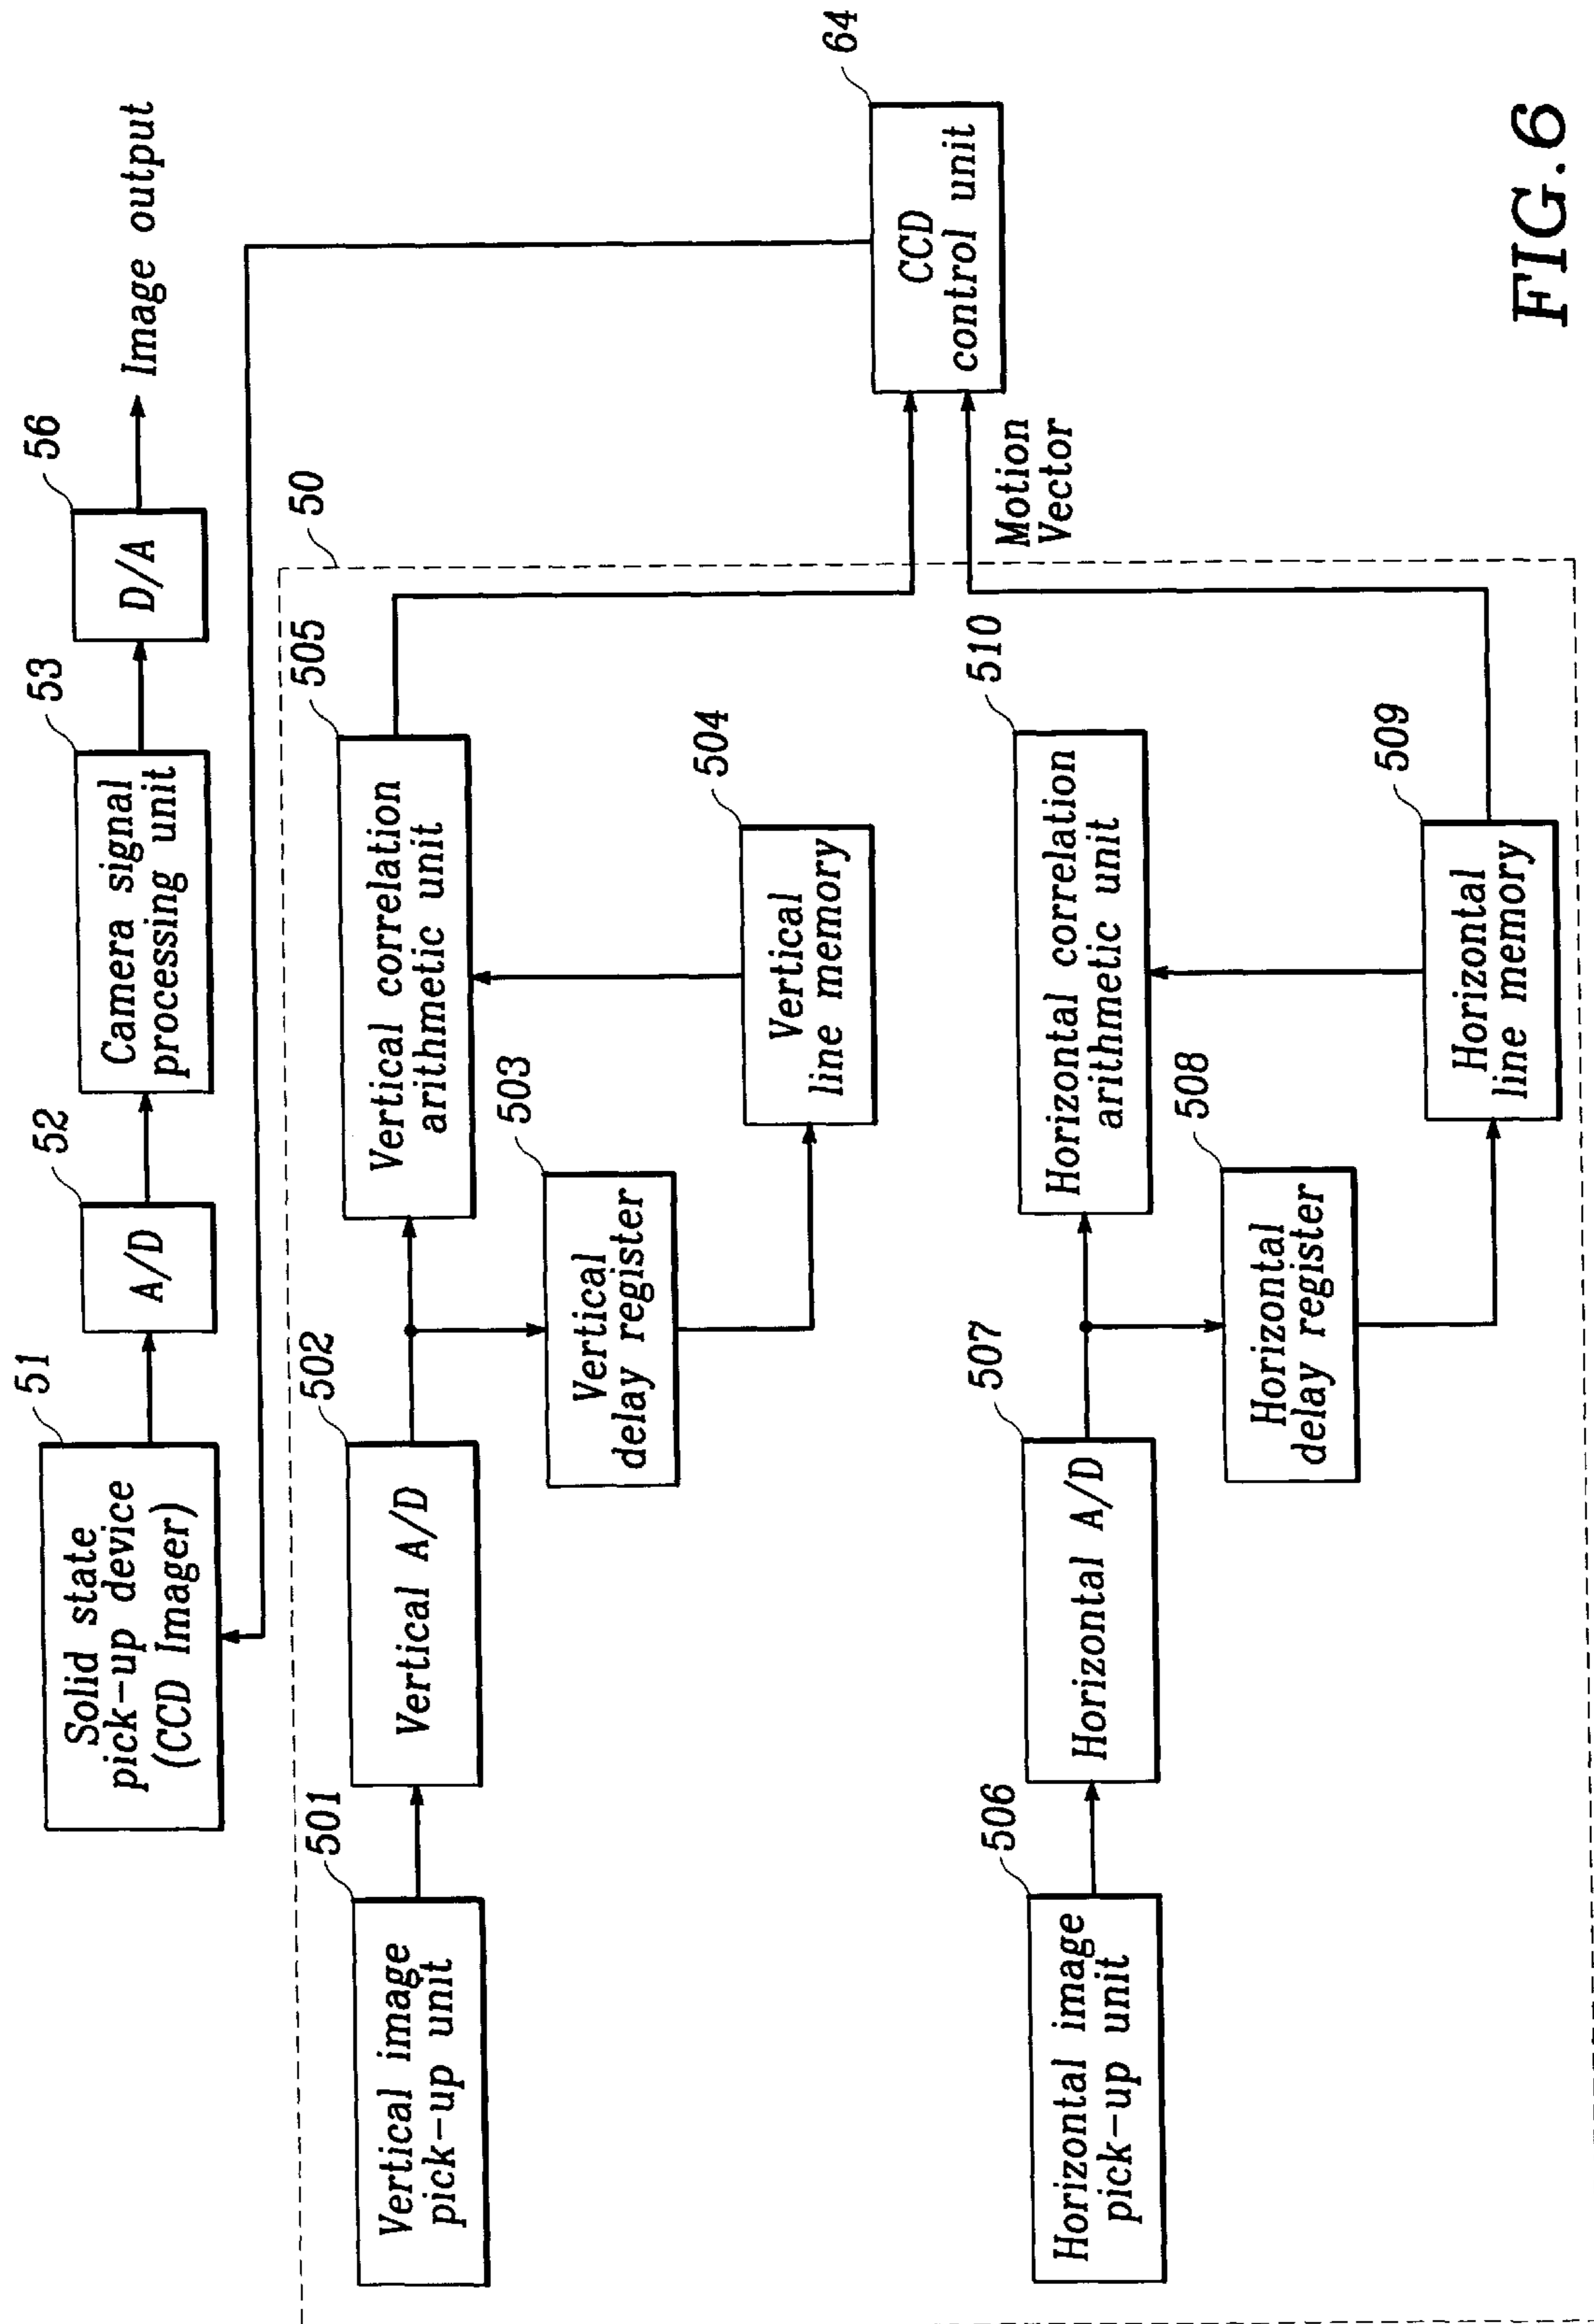 51
Solid state
pick-up device
(CCD Imager)
52
A/D
53
Camera signal
processing unit
56
D/A
Image output
50
501
Vertical image
pick-up unit
502
Vertical A/D
503
Vertical
delay register
504
Vertical
line memory
505
Vertical correlation
arithmetic unit
506
Horizontal image
pick-up unit
507
Horizontal A/D
508
Horizontal
delay register
509
Horizontal
line memory
510
Horizontal correlation
arithmetic unit
Motion
Vector
64
CCD
control unit
FIG.6